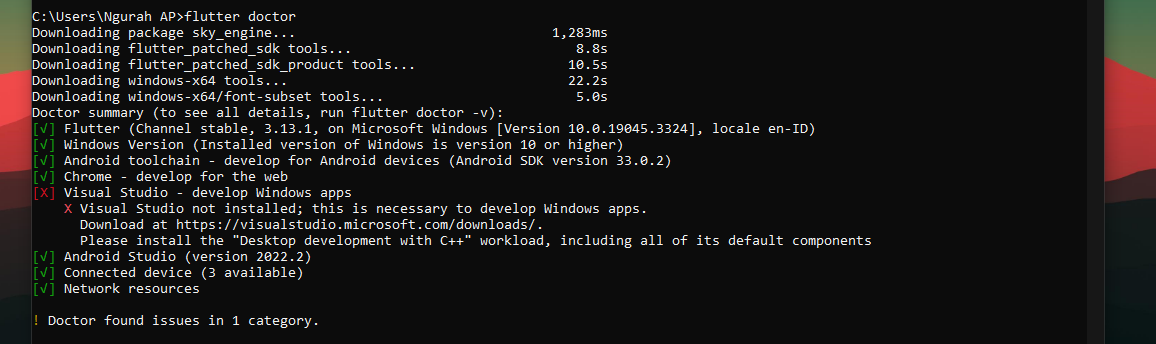 C:\Users\Ngurah AP>flutter doctor
Downloading package sky_engine... 1,283ms
Downloading flutter_patched_sdk tools... 8.8s
Downloading flutter_patched_sdk_product tools... 10.5s
Downloading windows-x64 tools... 22.2s
Downloading windows-x64/font-subset tools... 5.0s
Doctor summary (to see all details, run flutter doctor -v):
[√] Flutter (Channel stable, 3.13.1, on Microsoft Windows [Version 10.0.19045.3324], locale en-ID)
[√] Windows Version (Installed version of Windows is version 10 or higher)
[√] Android toolchain - develop for Android devices (Android SDK version 33.0.2)
[√] Chrome - develop for the web
[X] Visual Studio - develop Windows apps
X Visual Studio not installed; this is necessary to develop Windows apps.
Download at https://visualstudio.microsoft.com/downloads/.
Please install the "Desktop development with C++" workload, including all of its default components
[√] Android Studio (version 2022.2)
[√] Connected device (3 available)
[√] Network resources
! Doctor found issues in 1 category.